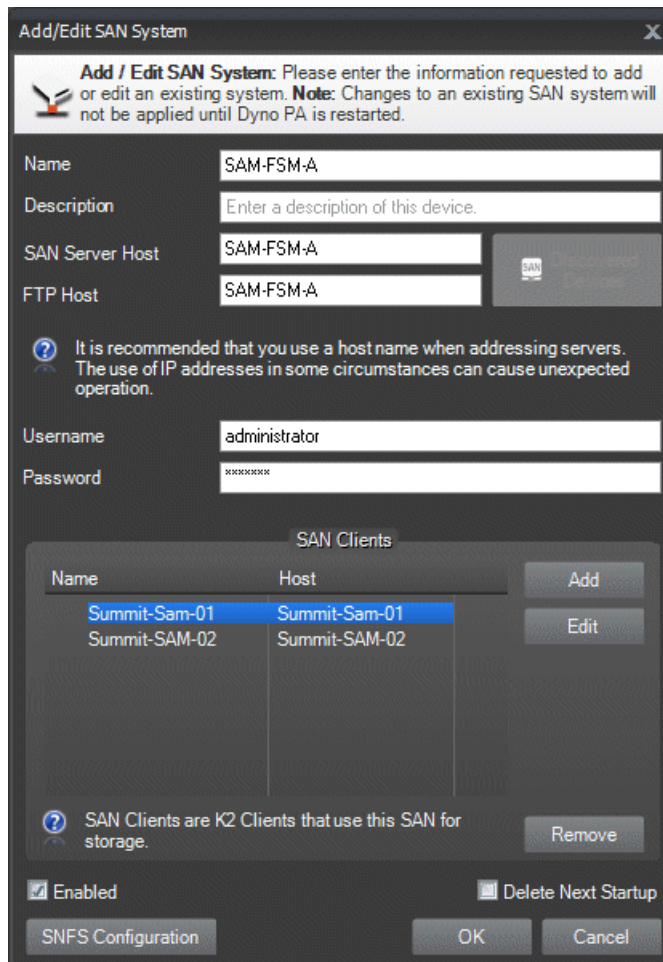 Add/Edit SAN System
X
Add / Edit SAN System: Please enter the information requested to add
or edit an existing system. Note: Changes to an existing SAN system will
not be applied until Dyno PA is restarted.
Name
SAM-FSM-A
Description
Enter a description of this device.
SAN Server Host
SAM-FSM-A
SAN
Discovered
Devices
FTP Host
SAM-FSM-A
It is recommended that you use a host name when addressing servers.
The use of IP addresses in some circumstances can cause unexpected
operation.
Username
administrator
Password
*******
SAN Clients
Name Host
Add
Summit-Sam-01 Summit-Sam-01
Edit
Summit-SAM-02 Summit-SAM-02
SAN Clients are K2 Clients that use this SAN for
storage.
Remove
Enabled
Delete Next Startup
SNFS Configuration
OK
Cancel